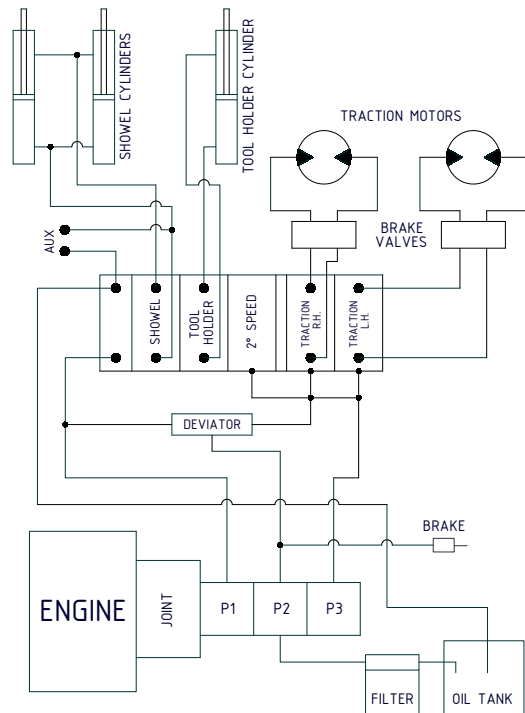 SHOWEL CYLINDERS
TOOL HOLDER CYLINDER
TRACTION MOTORS
BRAKE
VALVES
AUX
SHOWEL
TOOL
HOLDER
2° SPEED
TRACTION
R.H.
TRACTION
L.H.
DEVIATOR
BRAKE
ENGINE
JOINT
P1
P2
P3
FILTER
OIL TANK